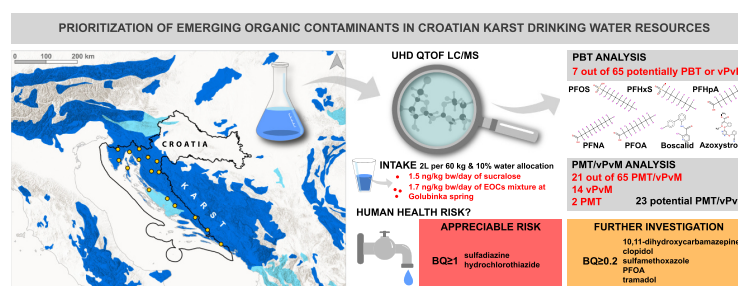 PRIORITIZATION OF EMERGING ORGANIC CONTAMINANTS IN CROATIAN KARST DRINKING WATER RESOURCES
0 100 200 km
CROATIA
KARST
UHD QTOF LC/MS
PBT ANALYSIS
7 out of 65 potentially PBT or vPvB
PFOS PFHxS PFHpA
PFNA PFOA Boscalid Azoxystro
INTAKE 2L per 60 kg & 10% water allocation
• 1.5 ng/kg bw/day of sucralose
• 1.7 ng/kg bw/day of EOCs mixture at
Golubinka spring
PMT/vPvM ANALYSIS
21 out of 65 PMT/vPvM
14 vPvM
2 PMT 23 potential PMT/vPv
HUMAN HEALTH RISK?
APPRECIABLE RISK
BQ≥1 sulfadiazine
hydrochlorothiazide
FURTHER INVESTIGATION
BQ≥0.2 10,11-dihydroxycarbamazepine
clopidol
sulfamethoxazole
PFOA
tramadol